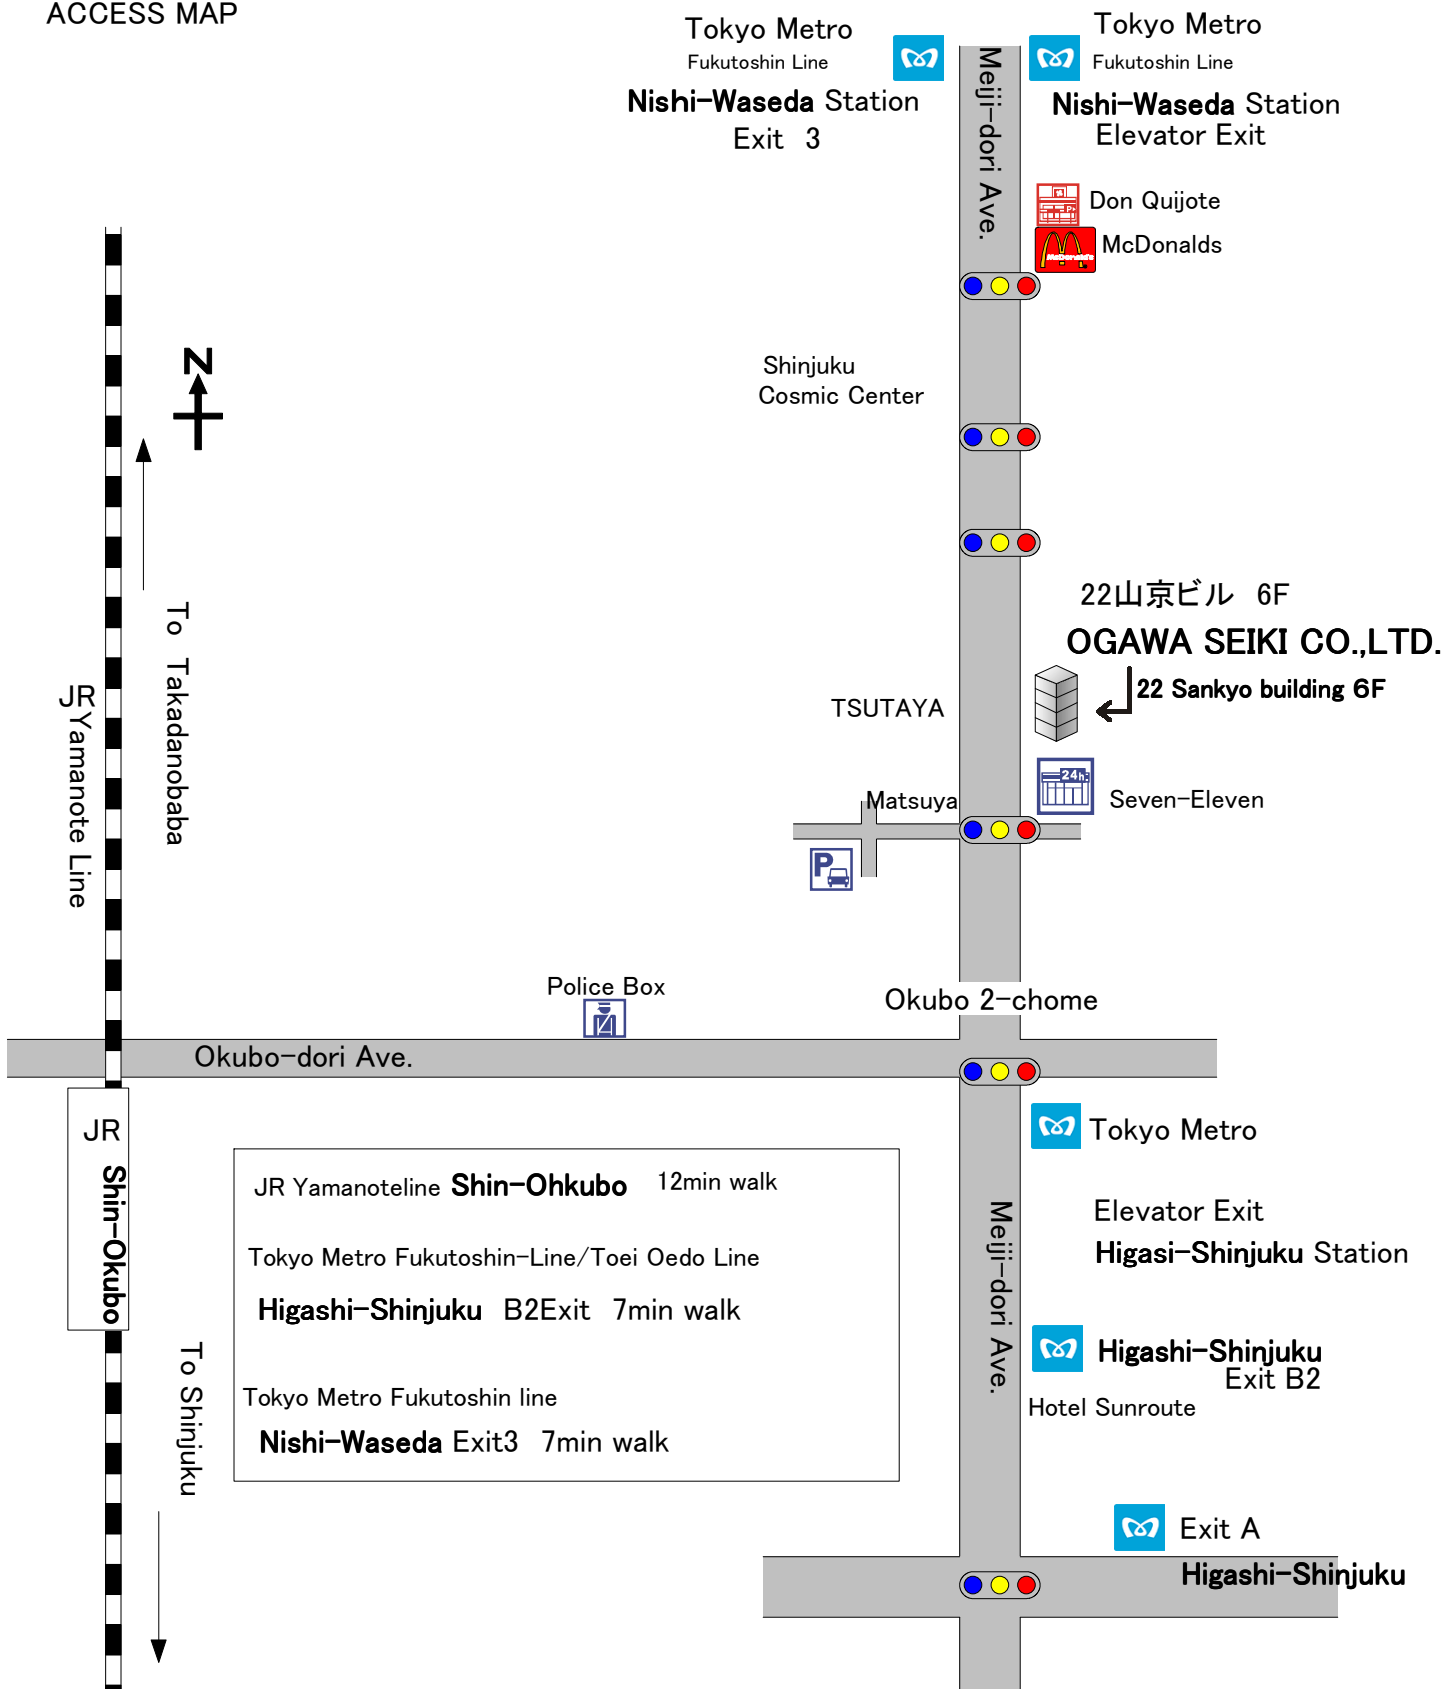 ACCESS MAP
Tokyo Metro
Fukutoshin Line
Nishi-Waseda Station
Exit 3
Tokyo Metro
Fukutoshin Line
Nishi-Waseda Station
Elevator Exit
Meiji-dori Ave.
Don Quijote
McDonald's
McDonalds
N
Shinjuku
Cosmic Center
22山京ビル 6F
OGAWA SEIKI CO.,LTD.
22 Sankyo building 6F
To Takadanobaba
JR
Yamanote Line
TSUTAYA
24h
Seven-Eleven
Matsuya
P
Police Box
Okubo 2-chome
Okubo-dori Ave.
JR
Shin-Okubo
Tokyo Metro
Elevator Exit
Higasi-Shinjuku Station
Meiji-dori Ave.
JR Yamanoteline Shin-Ohkubo 12min walk
Tokyo Metro Fukutoshin-Line/Toei Oedo Line
Higashi-Shinjuku B2Exit 7min walk
Tokyo Metro Fukutoshin line
Nishi-Waseda Exit3 7min walk
Higashi-Shinjuku
Exit B2
Hotel Sunroute
To Shinjuku
Exit A
Higashi-Shinjuku